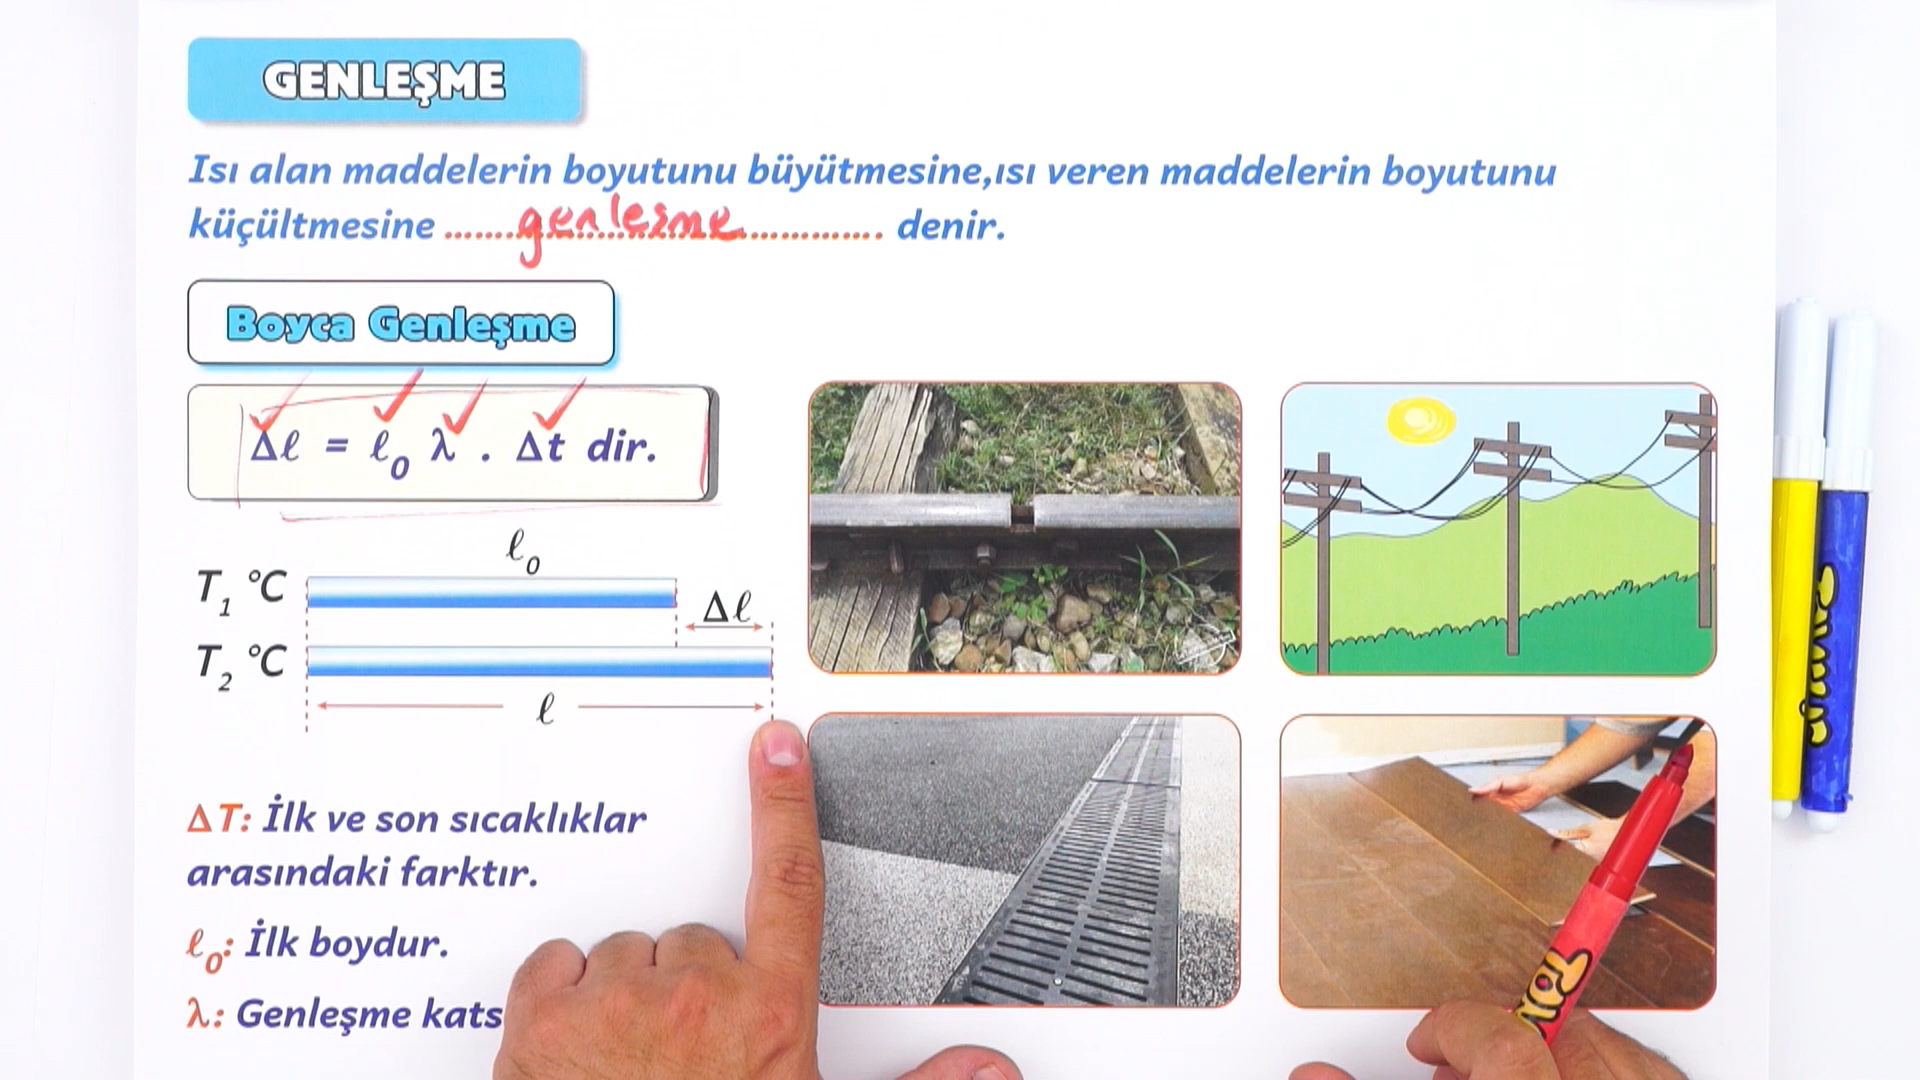 GENLEŞME
Isı alan maddelerin boyutunu büyütmesine,ısı veren maddelerin boyutunu
küçültmesine ......genleşme............ denir.
Boyca Genleşme
Δℓ = ℓ₀ λ . Δt dir.
ℓ₀
T₁ °C
Δℓ
T₂ °C
ℓ
ΔT: İlk ve son sıcaklıklar
arasındaki farktır.
ℓ₀: İlk boydur.
λ: Genleşme kats